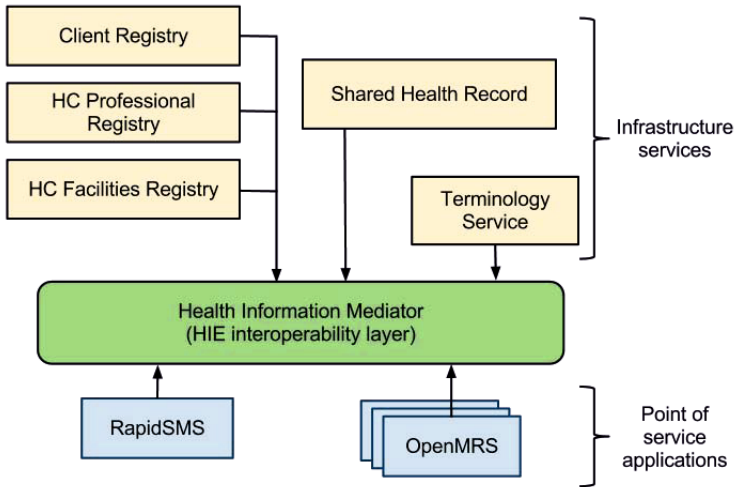 Client Registry
HC Professional
Registry
HC Facilities Registry
Shared Health Record
Terminology
Service
Infrastructure
services
Health Information Mediator
(HIE interoperability layer)
RapidSMS
OpenMRS
Point of
service
applications